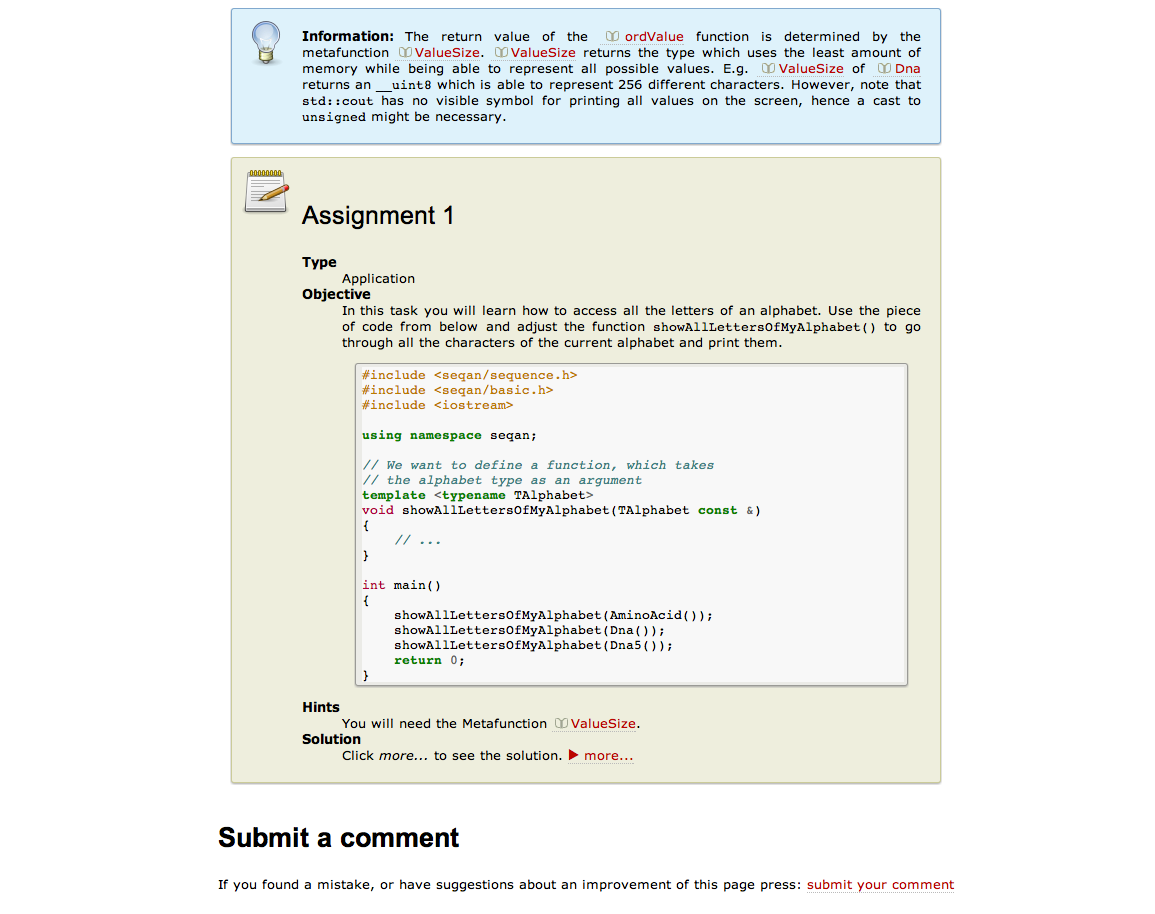 Information: The return value of the ordValue function is determined by the
metafunction ValueSize. ValueSize returns the type which uses the least amount of
memory while being able to represent all possible values. E.g. ValueSize of Dna
returns an __uint8 which is able to represent 256 different characters. However, note that
std::cout has no visible symbol for printing all values on the screen, hence a cast to
unsigned might be necessary.
Assignment 1
Type
Application
Objective
In this task you will learn how to access all the letters of an alphabet. Use the piece
of code from below and adjust the function showAllLettersOfMyAlphabet() to go
through all the characters of the current alphabet and print them.
#include <seqan/sequence.h>
#include <seqan/basic.h>
#include <iostream>
using namespace seqan;
// We want to define a function, which takes
// the alphabet type as an argument
template <typename TAlphabet>
void showAllLettersOfMyAlphabet(TAlphabet const &)
{
    // ...
}
int main()
{
    showAllLettersOfMyAlphabet(AminoAcid());
    showAllLettersOfMyAlphabet(Dna());
    showAllLettersOfMyAlphabet(Dna5());
    return 0;
}
Hints
You will need the Metafunction ValueSize.
Solution
Click more... to see the solution. ▶ more...
Submit a comment
If you found a mistake, or have suggestions about an improvement of this page press: submit your comment